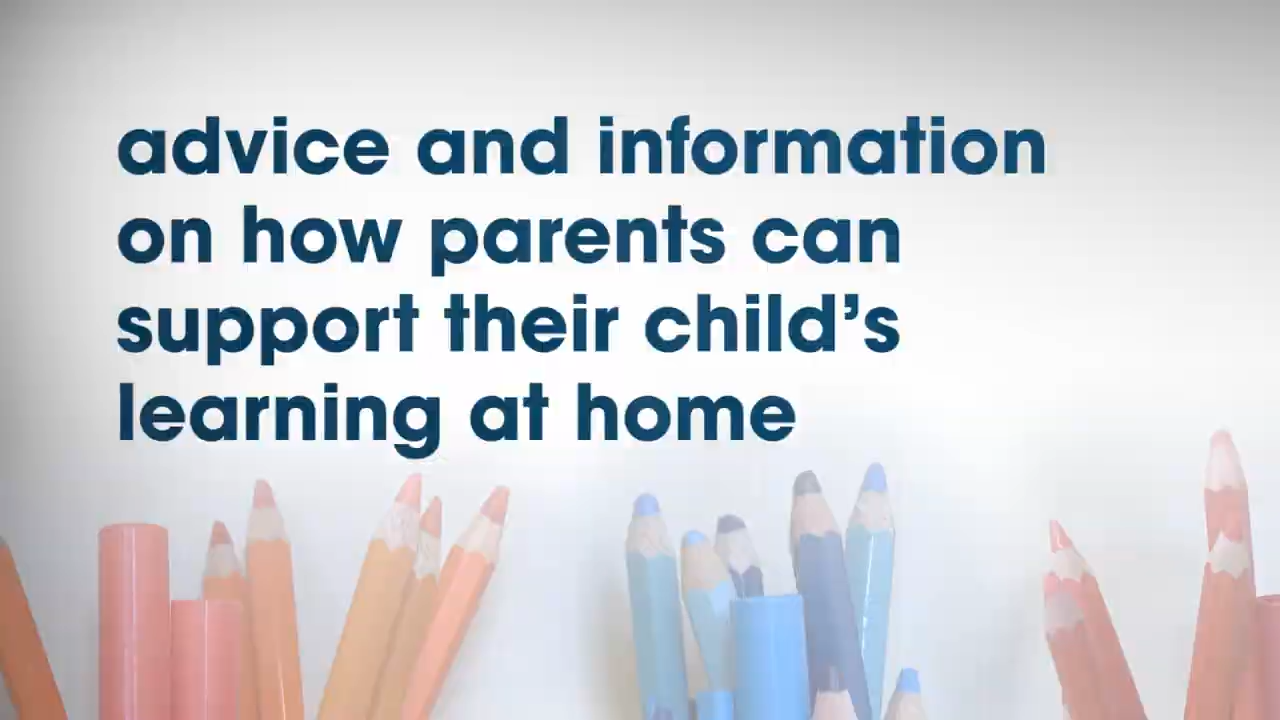 advice and information
on how parents can
support their child’s
learning at home